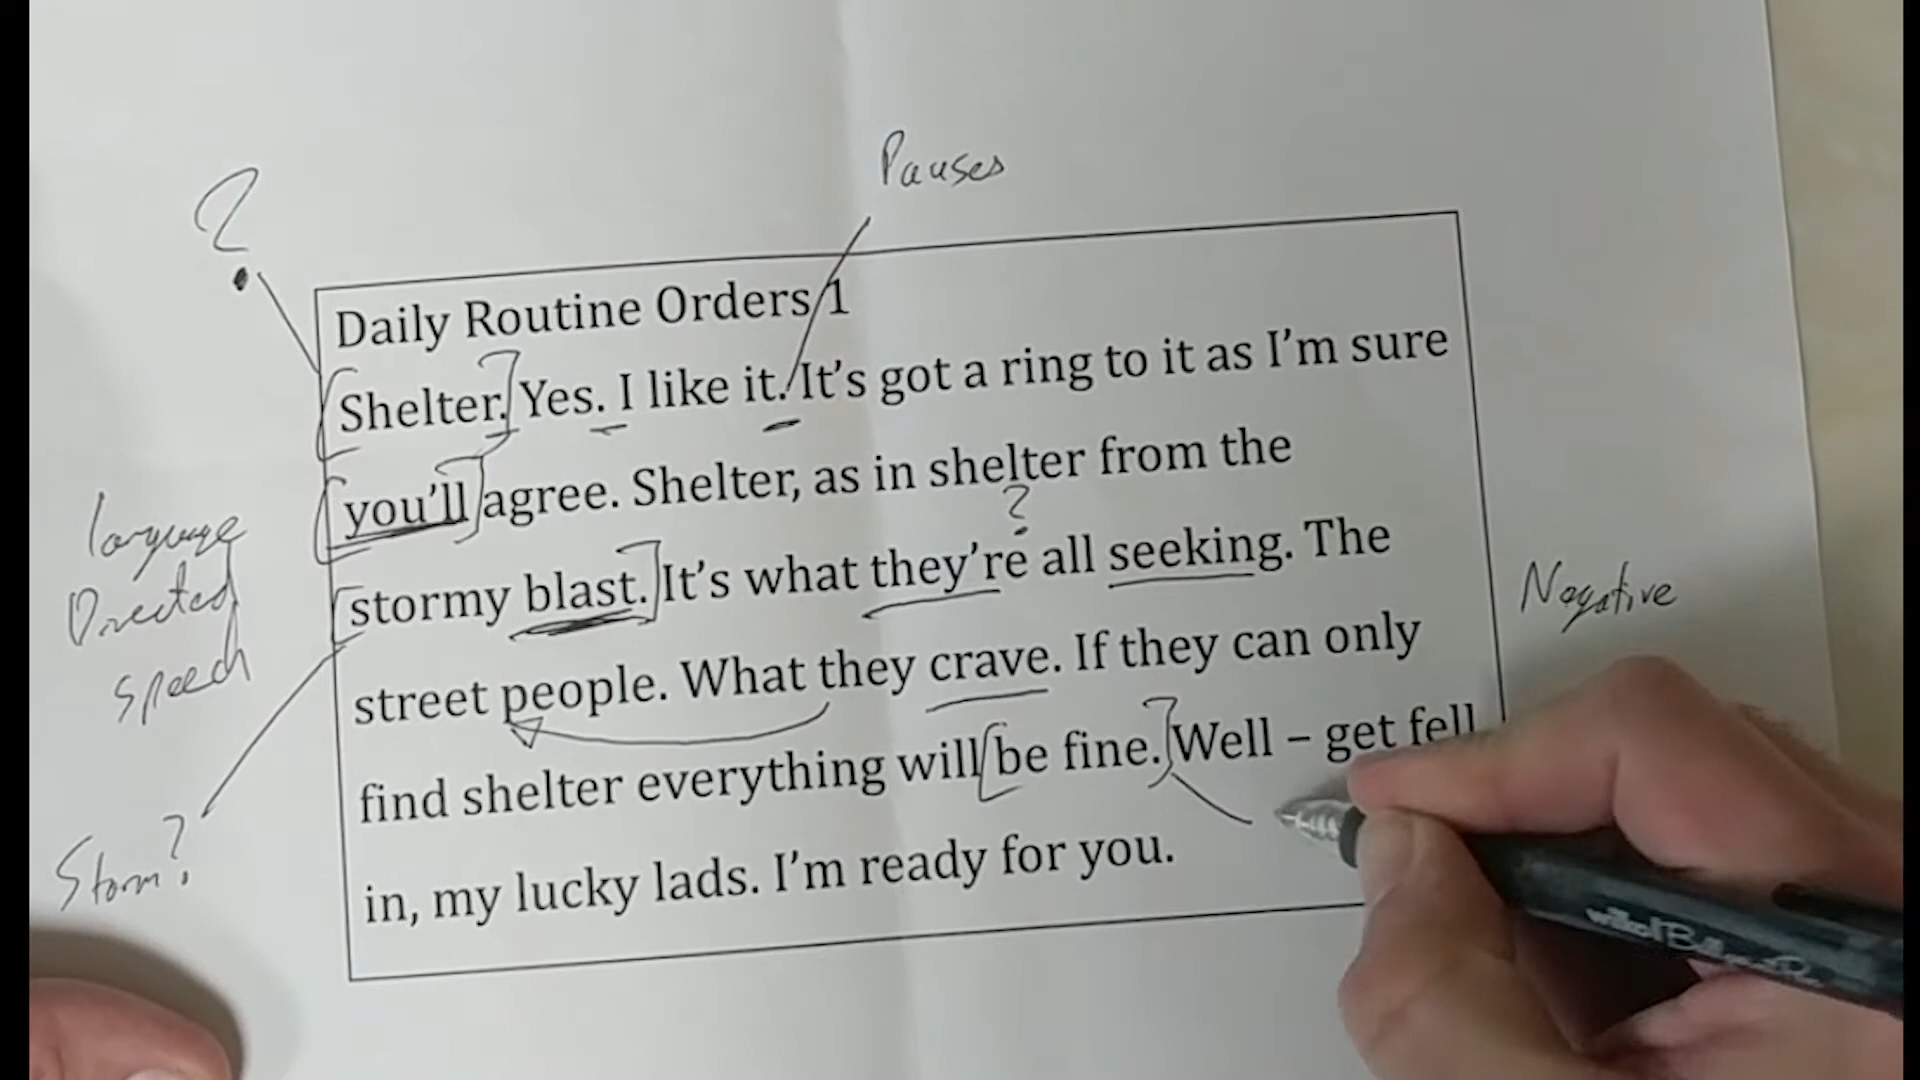 Pauses
?
Daily Routine Orders 1
Shelter. Yes. I like it. It's got a ring to it as I'm sure
you'll agree. Shelter, as in shelter from the
?
stormy blast. It's what they're all seeking. The
street people. What they crave. If they can only
find shelter everything will be fine. Well – get fell
in, my lucky lads. I'm ready for you.
language
Directed
speech
Storm?
Negative